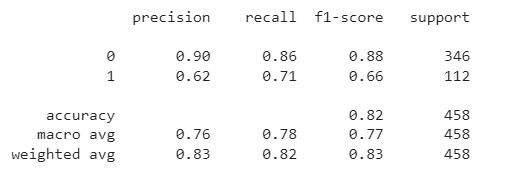 precision recall f1-score support
0 0.90 0.86 0.88 346
1 0.62 0.71 0.66 112
accuracy 0.82 458
macro avg 0.76 0.78 0.77 458
weighted avg 0.83 0.82 0.83 458